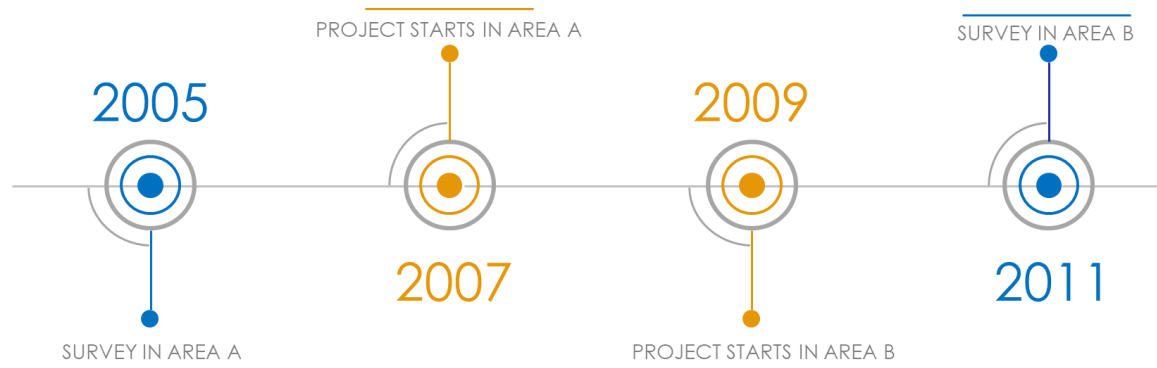 PROJECT STARTS IN AREA A
SURVEY IN AREA B
2005
2009
2007
2011
SURVEY IN AREA A
PROJECT STARTS IN AREA B